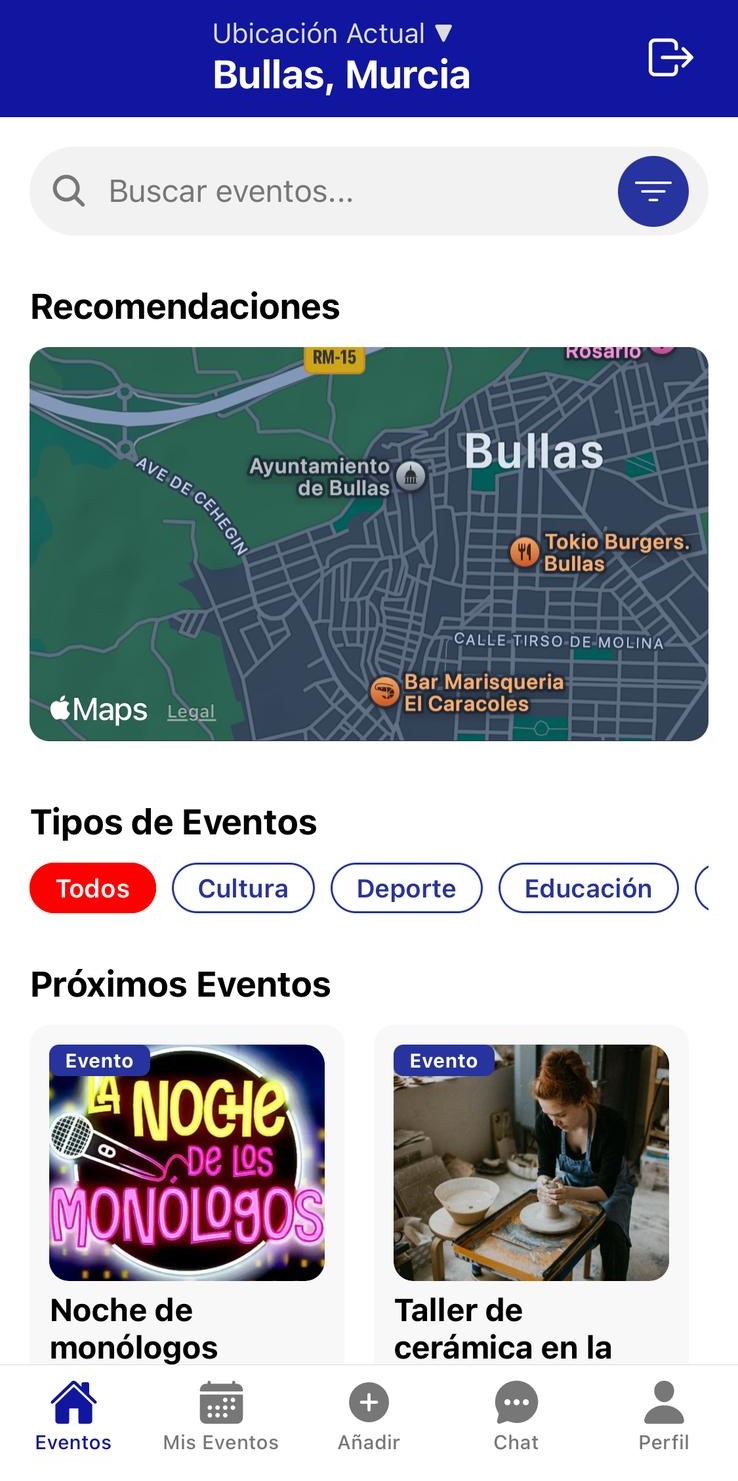 Ubicación Actual ▼
Bullas, Murcia
Buscar eventos...
Recomendaciones
RM-15
Rosario
Bullas
Ayuntamiento
de Bullas
AVE DE CEHEGIN
Tokio Burgers.
Bullas
CALLE TIRSO DE MOLINA
Bar Marisqueria
El Caracoles
Maps Legal
Tipos de Eventos
Todos Cultura Deporte Educación
Próximos Eventos
Evento
LA NOCHE
DE LOS
MONÓLOGOS
Noche de
monólogos
Evento
Taller de
cerámica en la
Eventos Mis Eventos Añadir Chat Perfil